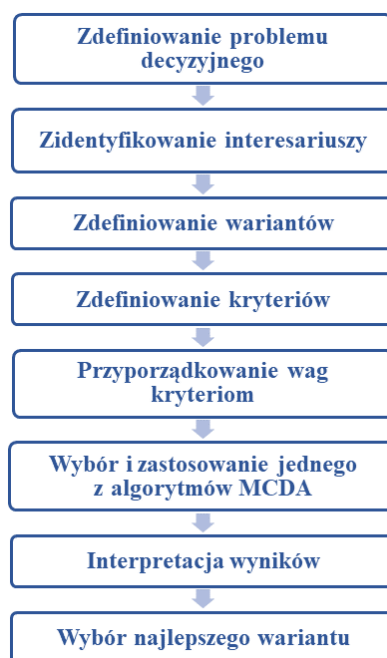 Zdefiniowanie problemu
decyzyjnego
Zidentyfikowanie interesariuszy
Zdefiniowanie wariantów
Zdefiniowanie kryteriów
Przyporządkowanie wag
kryteriom
Wybór i zastosowanie jednego
z algorytmów MCDA
Interpretacja wyników
Wybór najlepszego wariantu